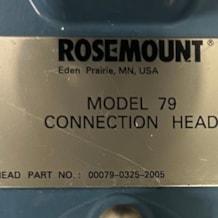 ROSEMOUNT®
Eden Prairie, MN, USA
MODEL 79
CONNECTION HEAD
HEAD PART NO.: 00079-0325-2005